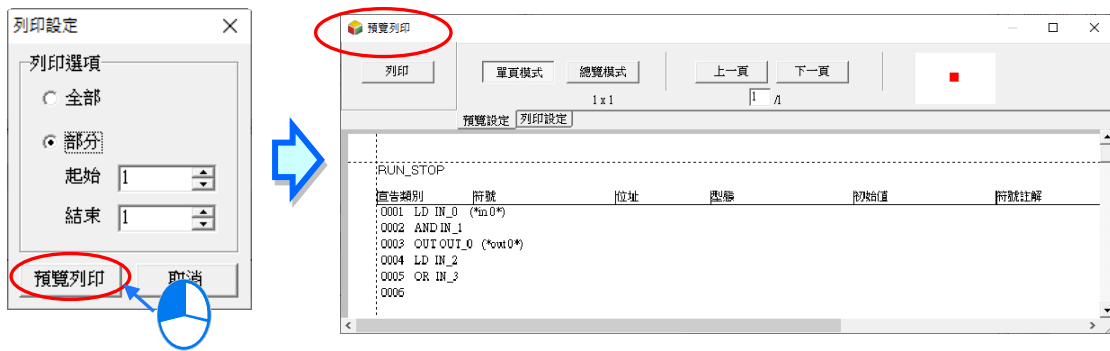 列印設定
列印選項
全部
部分
起始 1
結束 1
預覽列印 取消
預覽列印
列印 單頁模式 總覽模式 上一頁 下一頁
1 x 1 1 /1
預覽設定 列印設定
RUN_STOP
宣告類別 符號 位址 型態 初始值 符號註解
0001 LD IN_0 (*in 0*)
0002 AND IN_1
0003 OUT OUT_0 (*out 0*)
0004 LD IN_2
0005 OR IN_3
0006